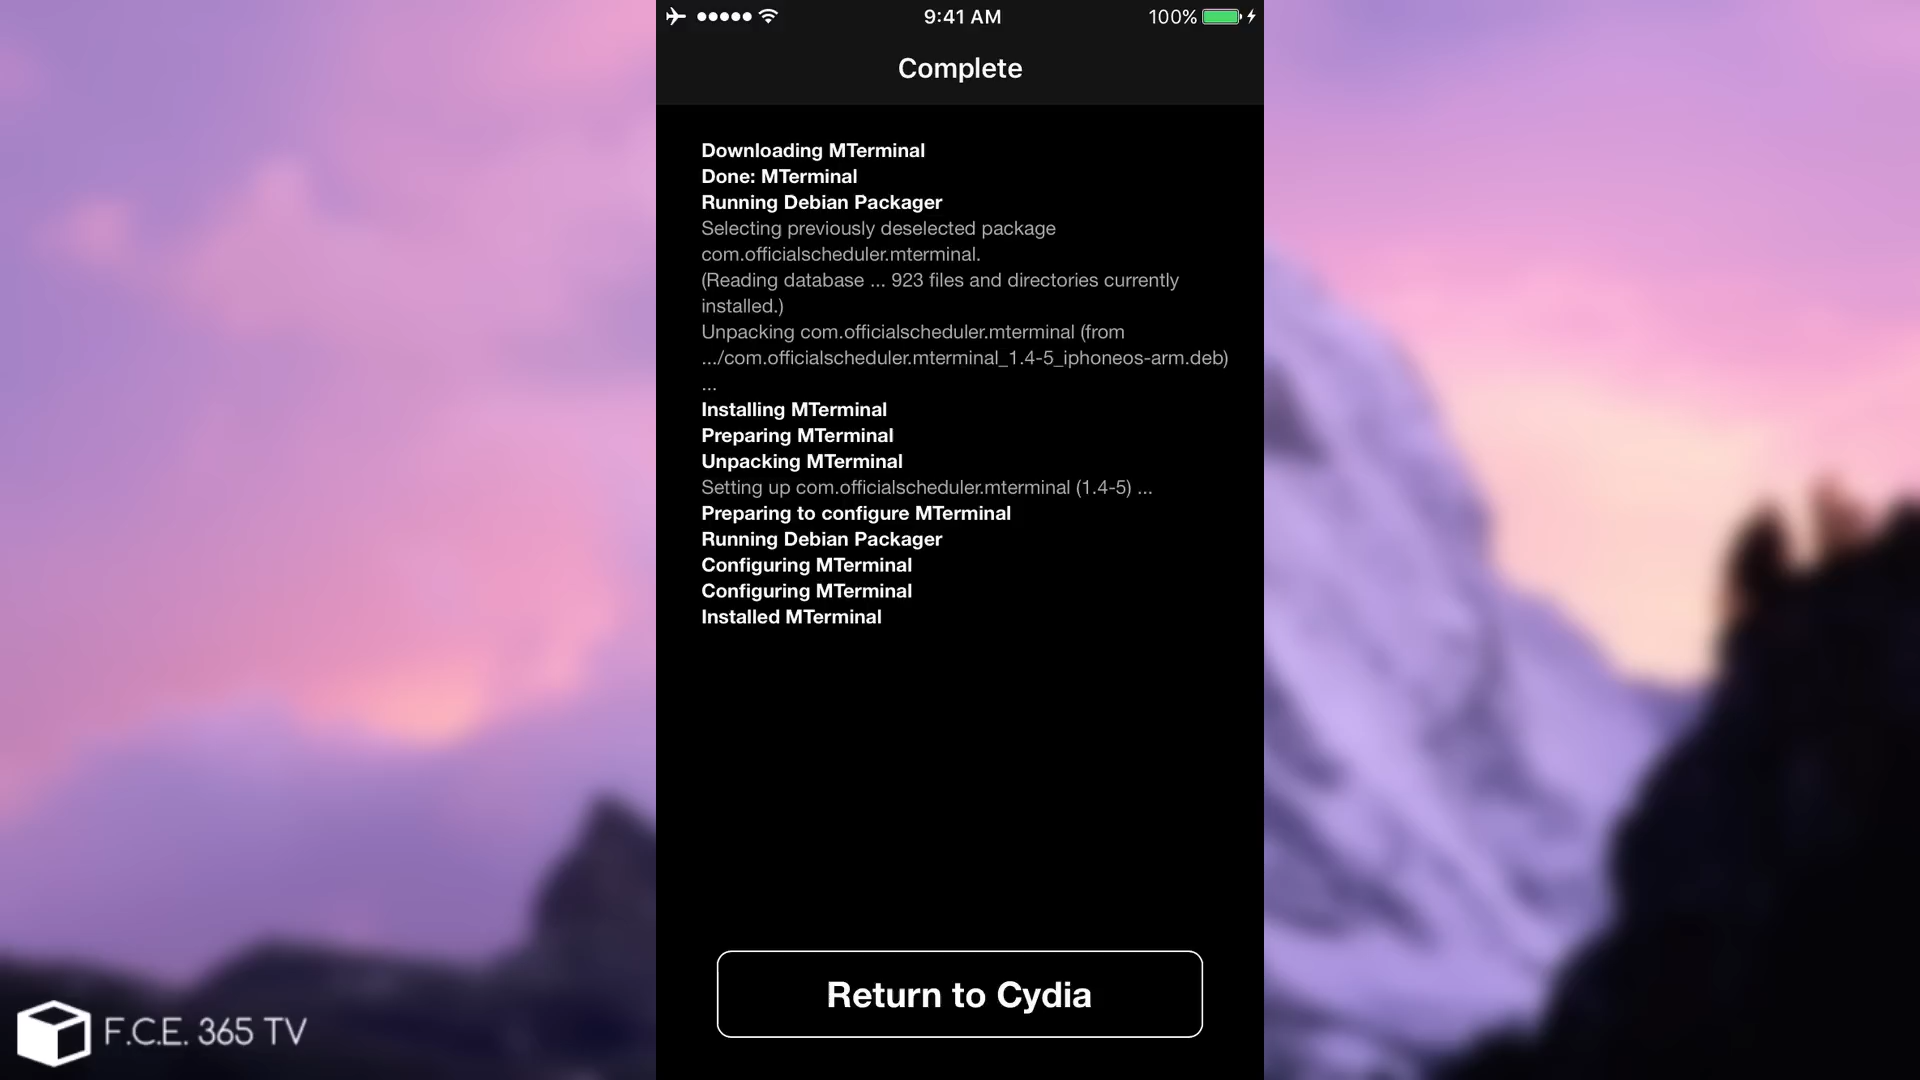 9:41 AM
100%
Complete
Downloading MTerminal
Done: MTerminal
Running Debian Packager
Selecting previously deselected package
com.officialscheduler.mterminal.
(Reading database ... 923 files and directories currently
installed.)
Unpacking com.officialscheduler.mterminal (from
.../com.officialscheduler.mterminal_1.4-5_iphoneos-arm.deb)
...
Installing MTerminal
Preparing MTerminal
Unpacking MTerminal
Setting up com.officialscheduler.mterminal (1.4-5) ...
Preparing to configure MTerminal
Running Debian Packager
Configuring MTerminal
Configuring MTerminal
Installed MTerminal
Return to Cydia
F.C.E. 365 TV